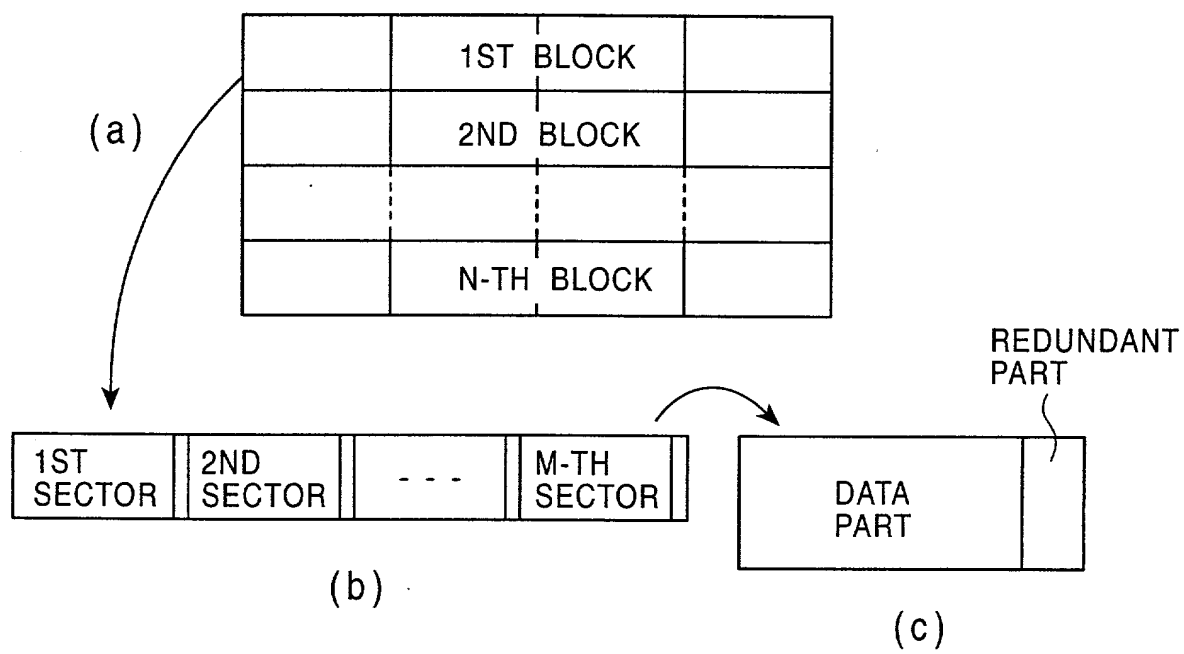 1ST BLOCK
(a)
2ND BLOCK
N-TH BLOCK
REDUNDANT
PART
1ST
SECTOR
2ND
SECTOR
- - -
M-TH
SECTOR
DATA
PART
(b)
(c)